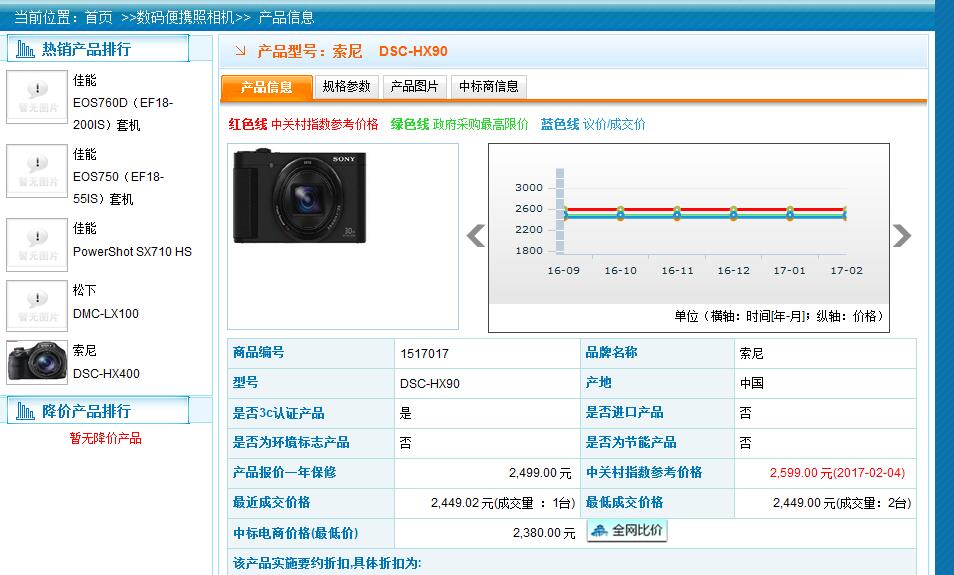 当前位置：首页 >>数码便携照相机>> 产品信息
热销产品排行
暂无图片
佳能
EOS760D（EF18-
200IS）套机
暂无图片
佳能
EOS750（EF18-
55IS）套机
暂无图片
佳能
PowerShot SX710 HS
暂无图片
松下
DMC-LX100
索尼
DSC-HX400
降价产品排行
暂无降价产品
产品型号：索尼 DSC-HX90
产品信息 规格参数 产品图片 中标商信息
红色线 中关村指数参考价格 绿色线 政府采购最高限价 蓝色线 议价/成交价
SONY
30
3000
2600
2200
1800
16-09 16-10 16-11 16-12 17-01 17-02
单位（横轴：时间[年-月]；纵轴：价格）
商品编号 1517017 品牌名称 索尼
型号 DSC-HX90 产地 中国
是否3c认证产品 是 是否进口产品 否
是否为环境标志产品 否 是否为节能产品 否
产品报价一年保修 2,499.00 元 中关村指数参考价格 2,599.00 元(2017-02-04)
最近成交价格 2,449.02 元(成交量 ：1台) 最低成交价格 2,449.00 元(成交量：2台)
中标电商价格(最低价) 2,380.00 元 全网比价
该产品实施要约折扣,具体折扣为: